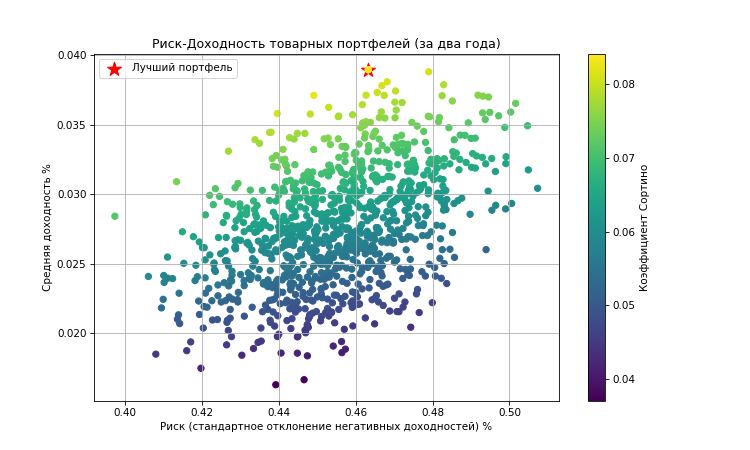 Риск-Доходность товарных портфелей (за два года)
Лучший портфель
Средняя доходность %
0.040
0.035
0.030
0.025
0.020
0.40 0.42 0.44 0.46 0.48 0.50
Риск (стандартное отклонение негативных доходностей) %
0.08
0.07
0.06
0.05
0.04
Коэффициент Сортино